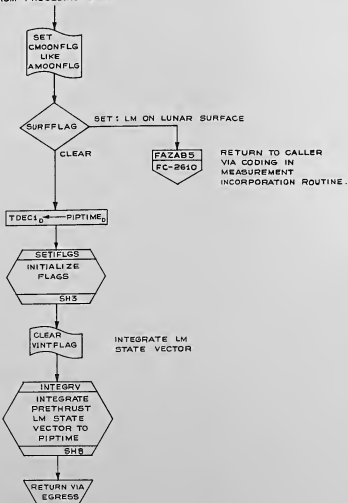 SET
CMOONFLG
LIKE
AMOONFLG
SURFFLAG
SET: LM ON LUNAR SURFACE
CLEAR
FAZAB5
FC-2610
RETURN TO CALLER
VIA CODING IN
MEASUREMENT
INCORPORATION ROUTINE.
TDEC1D ← PIPTIMED
SETIFLGS
INITIALIZE
FLAGS
SH3
CLEAR
VINTFLAG
INTEGRATE LM
STATE VECTOR
INTEGRV
INTEGRATE
PRETHRUST
LM STATE
VECTOR TO
PIPTIME
SH8
RETURN VIA
EGRESS